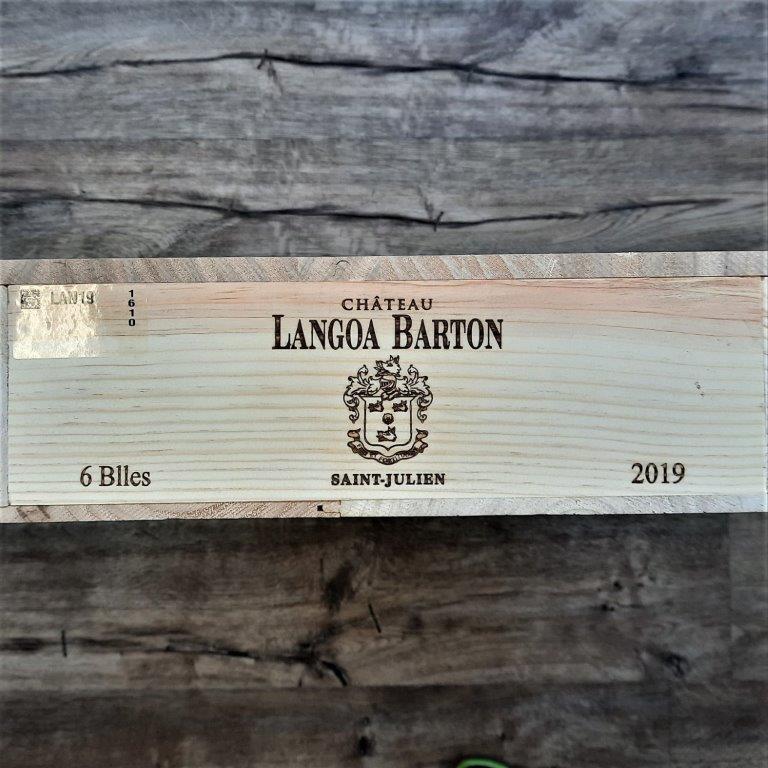 LAN19
1610
CHÂTEAU
LANGOA BARTON
6 Blles
SAINT-JULIEN
2019